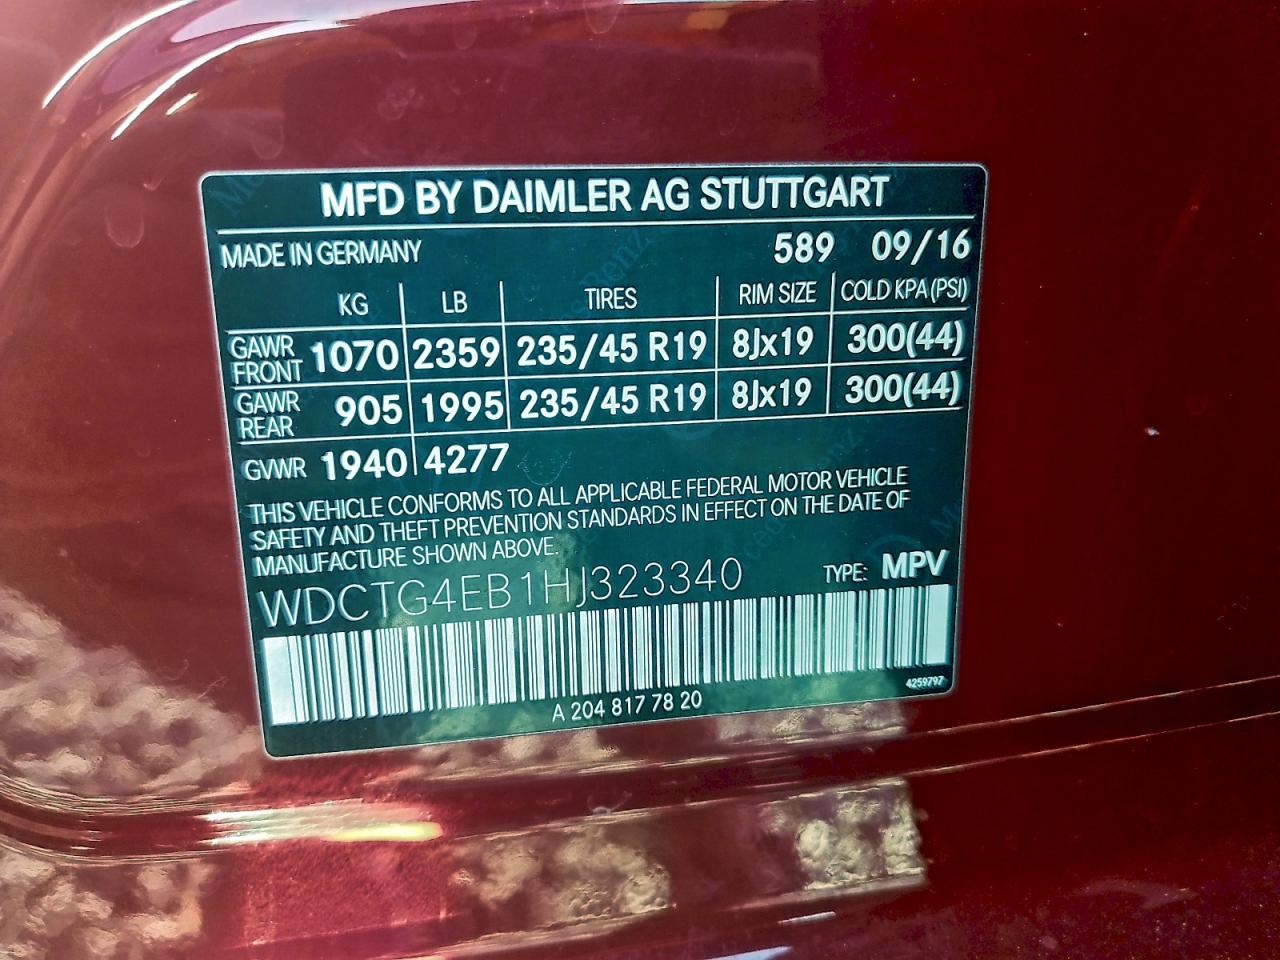 MFD BY DAIMLER AG STUTTGART
MADE IN GERMANY 589 09/16
KG LB TIRES RIM SIZE COLD KPA (PSI)
GAWR FRONT 1070 2359 235/45 R19 8Jx19 300(44)
GAWR REAR 905 1995 235/45 R19 8Jx19 300(44)
GVWR 1940 4277
THIS VEHICLE CONFORMS TO ALL APPLICABLE FEDERAL MOTOR VEHICLE
SAFETY AND THEFT PREVENTION STANDARDS IN EFFECT ON THE DATE OF
MANUFACTURE SHOWN ABOVE.
WDCTG4EB1HJ323340 TYPE: MPV
4259797
A 204 817 78 20